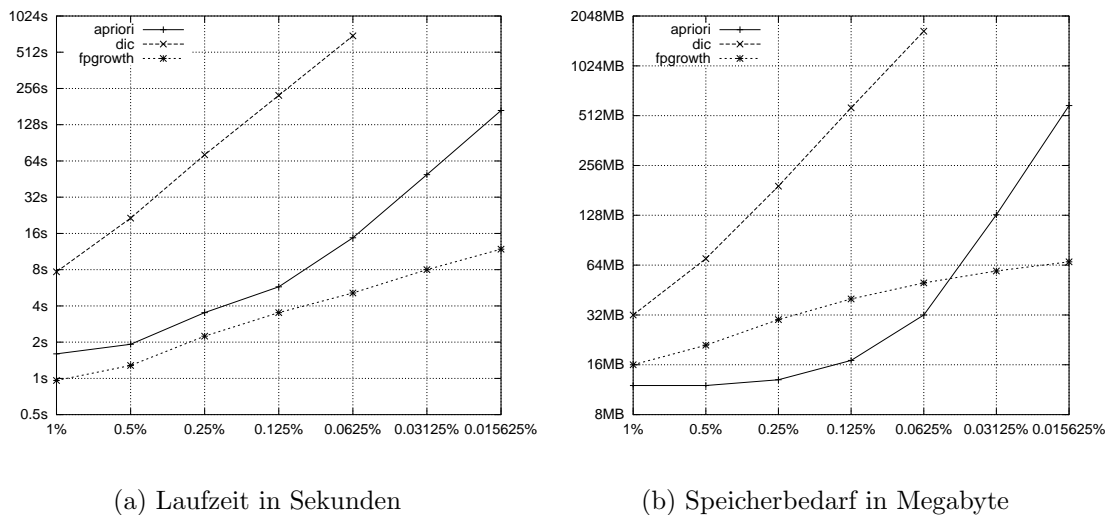 1024s
512s
256s
128s
64s
32s
16s
8s
4s
2s
1s
0.5s
1% 0.5% 0.25% 0.125% 0.0625% 0.03125% 0.015625%
apriori
dic
fpgrowth
(a) Laufzeit in Sekunden
2048MB
1024MB
512MB
256MB
128MB
64MB
32MB
16MB
8MB
1% 0.5% 0.25% 0.125% 0.0625% 0.03125% 0.015625%
apriori
dic
fpgrowth
(b) Speicherbedarf in Megabyte